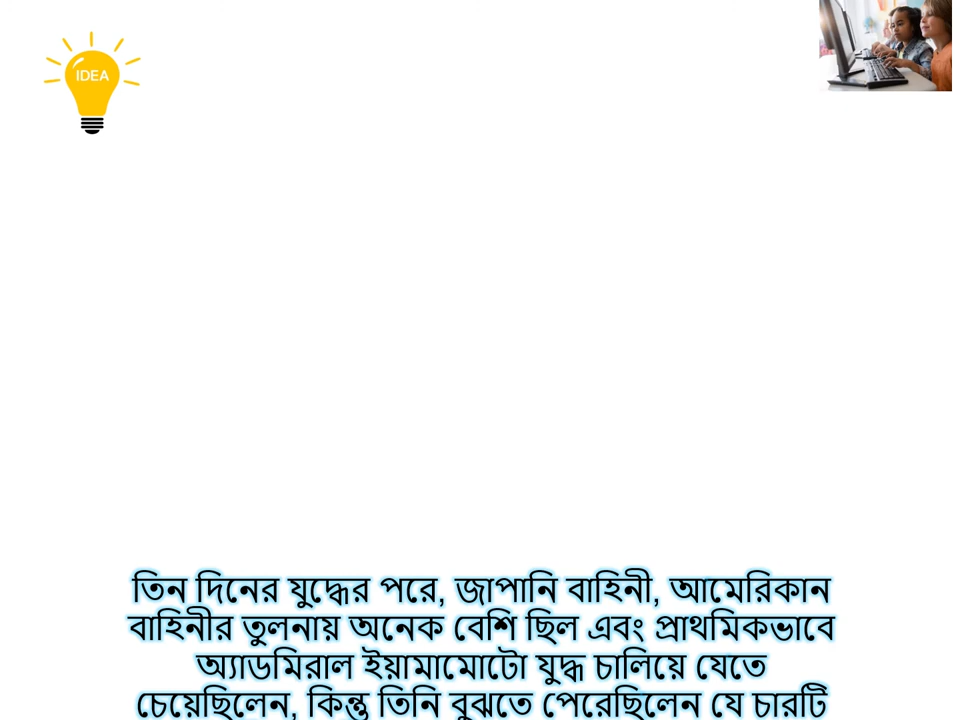 IDEA
তিন দিনের যুদ্ধের পরে, জাপানি বাহিনী, আমেরিকান
বাহিনীর তুলনায় অনেক বেশি ছিল এবং প্রাথমিকভাবে
অ্যাডমিরাল ইয়ামামোটো যুদ্ধ চালিয়ে যেতে
চেয়েছিলেন, কিন্তু তিনি বুঝতে পেরেছিলেন যে চারটি